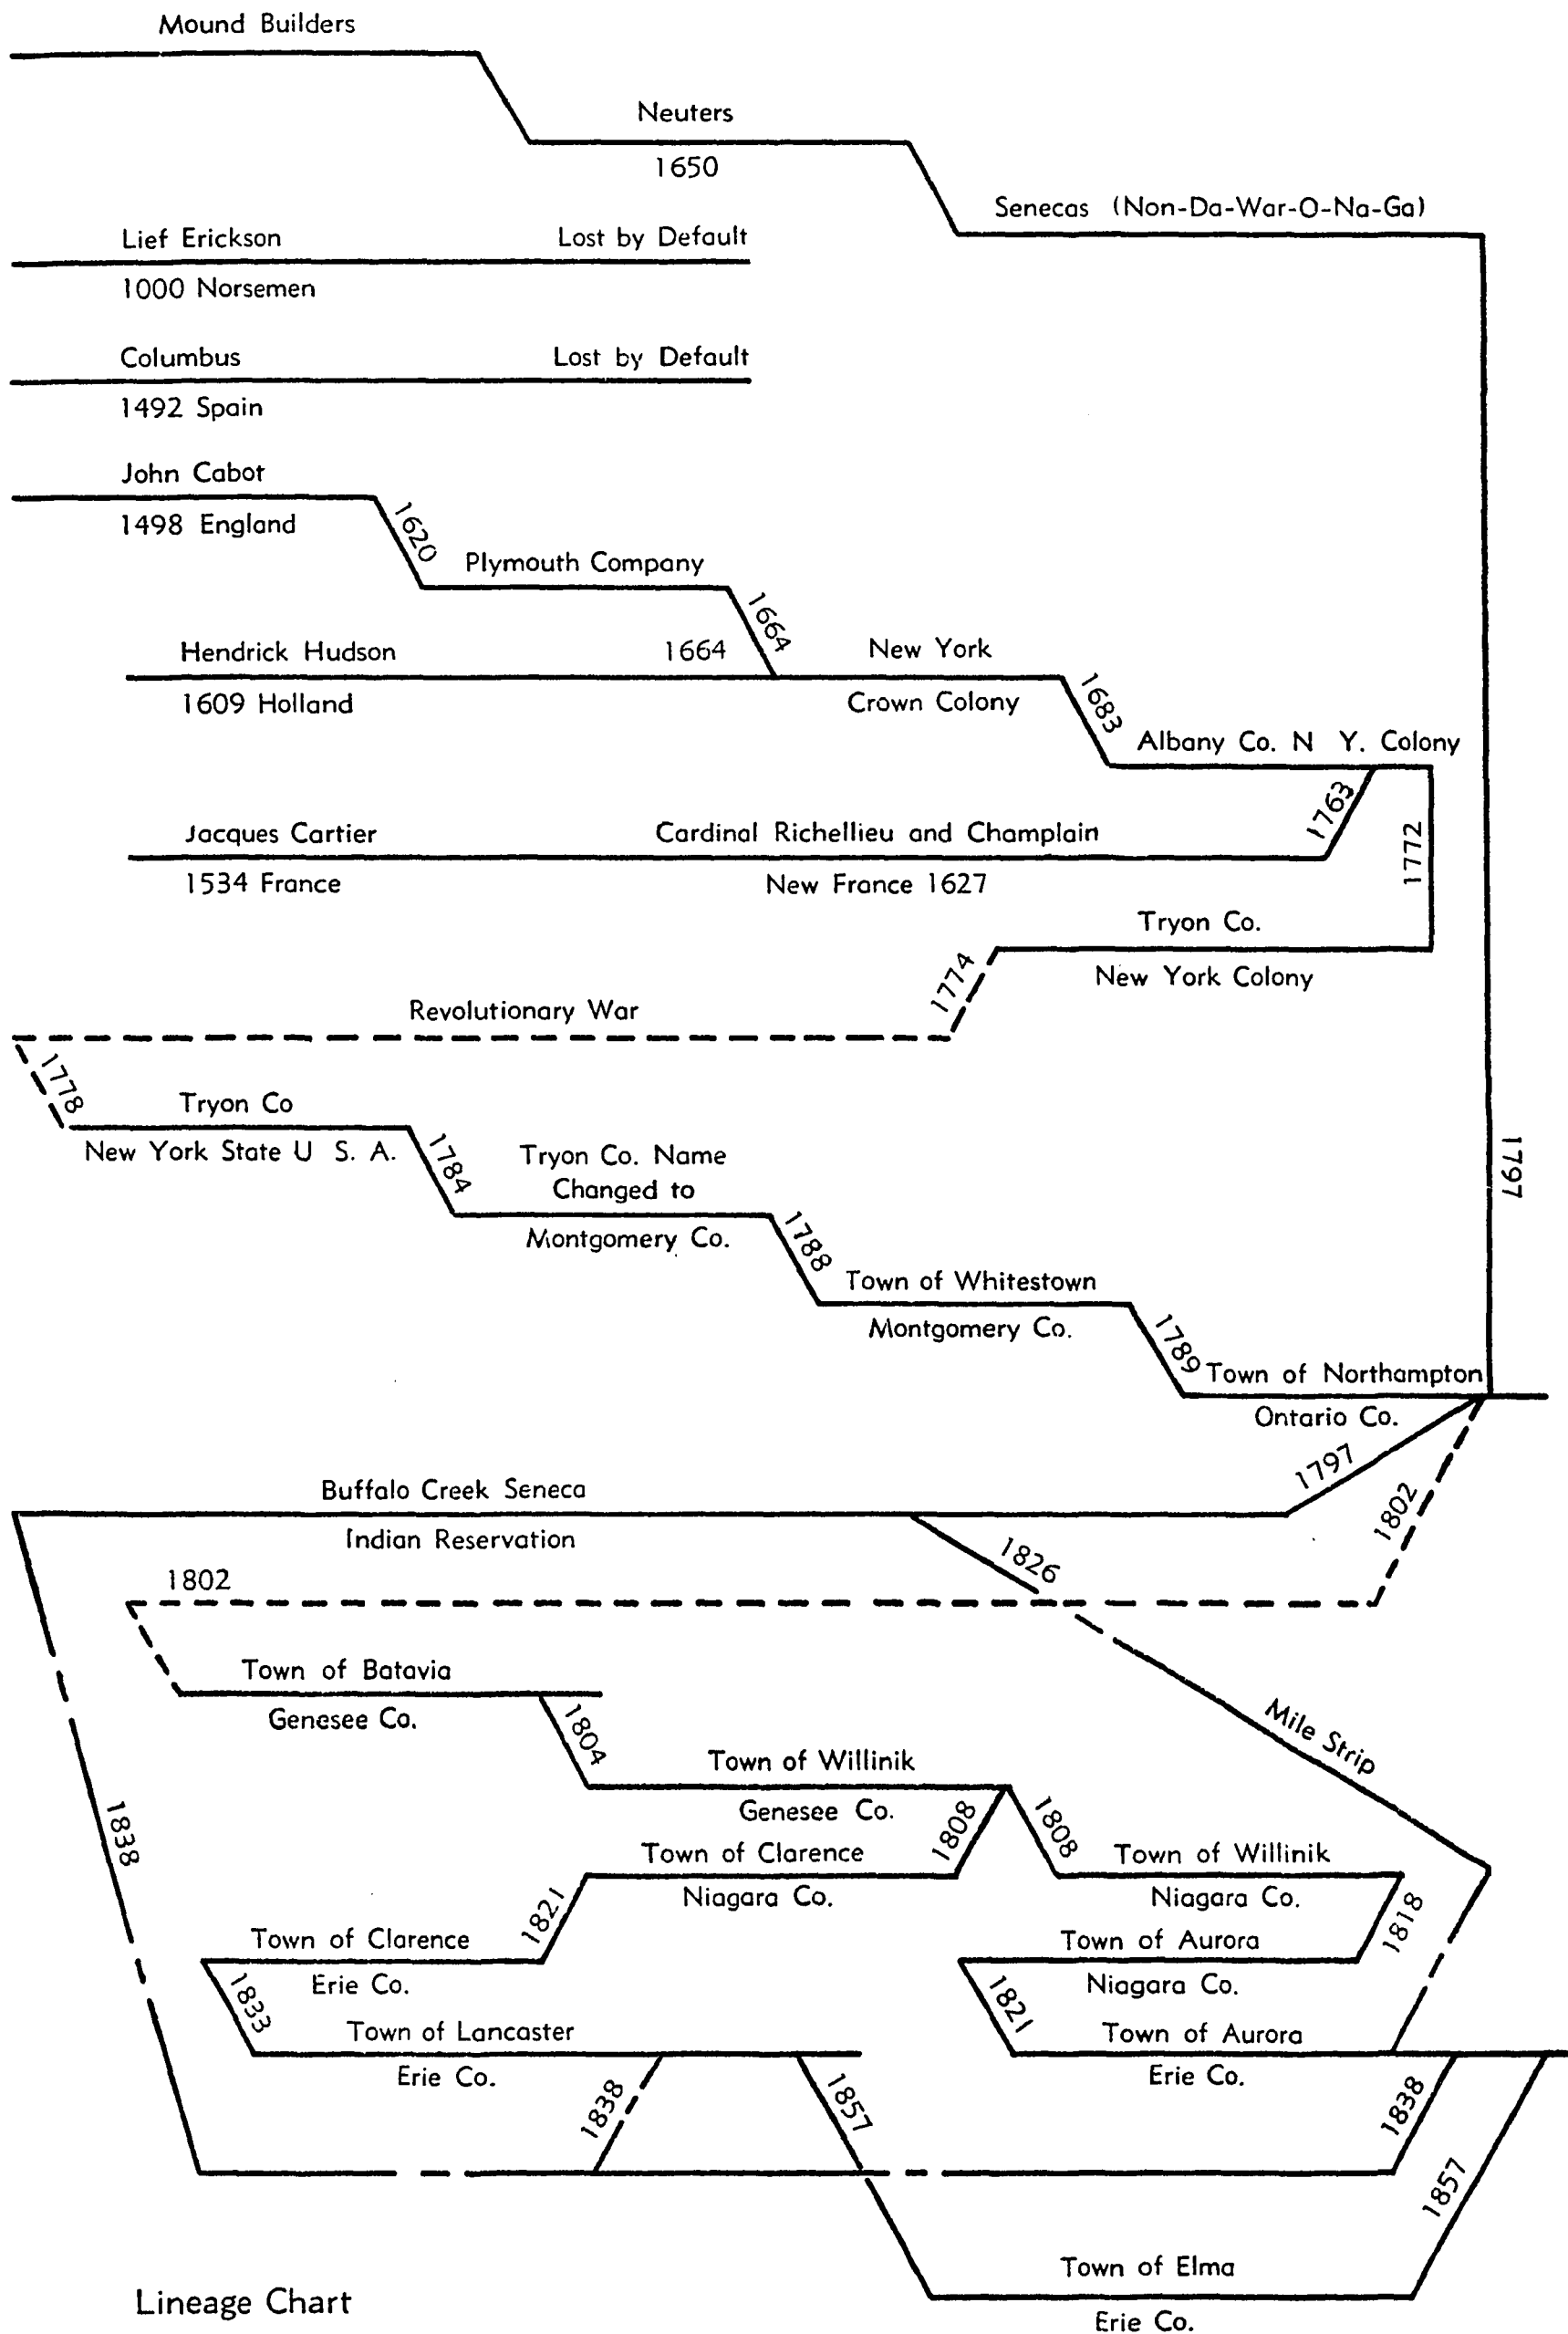 Mound Builders
Neuters
1650
Senecas (Non-Da-War-O-Na-Ga)
Lief Erickson
Lost by Default
1000 Norsemen
Columbus
Lost by Default
1492 Spain
John Cabot
1498 England
1620
Plymouth Company
1664
Hendrick Hudson
1664
New York
1609 Holland
Crown Colony
1683
Albany Co. N Y. Colony
1763
1772
Jacques Cartier
Cardinal Richellieu and Champlain
1534 France
New France 1627
Tryon Co.
New York Colony
1774
Revolutionary War
1778
Tryon Co
New York State U S. A.
1784
Tryon Co. Name
Changed to
Montgomery Co.
1797
1788
Town of Whitestown
Montgomery Co.
1789
Town of Northampton
Ontario Co.
1797
1802
Buffalo Creek Seneca
Indian Reservation
1826
1802
Town of Batavia
Genesee Co.
1804
Mile Strip
Town of Willinik
Genesee Co.
1838
1808
1808
Town of Clarence
Niagara Co.
Town of Willinik
Niagara Co.
1821
1818
Town of Clarence
Erie Co.
Town of Aurora
Niagara Co.
1833
1821
Town of Lancaster
Erie Co.
Town of Aurora
Erie Co.
1838
1857
1838
1857
Town of Elma
Erie Co.
Lineage Chart